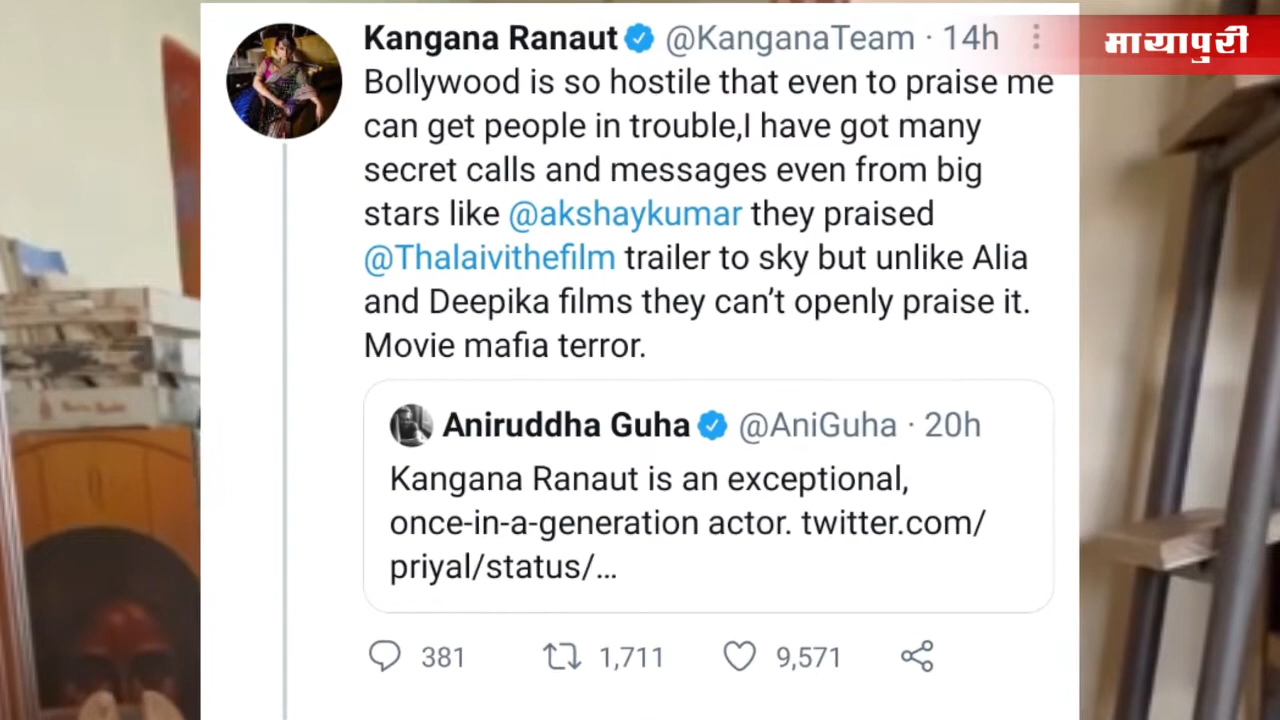 Kangana Ranaut @KanganaTeam · 14h
मायापुरी
Bollywood is so hostile that even to praise me
can get people in trouble,I have got many
secret calls and messages even from big
stars like @akshaykumar they praised
@Thalaivithefilm trailer to sky but unlike Alia
and Deepika films they can’t openly praise it.
Movie mafia terror.
Aniruddha Guha @AniGuha · 20h
Kangana Ranaut is an exceptional,
once-in-a-generation actor. twitter.com/
priyal/status/...
381 1,711 9,571